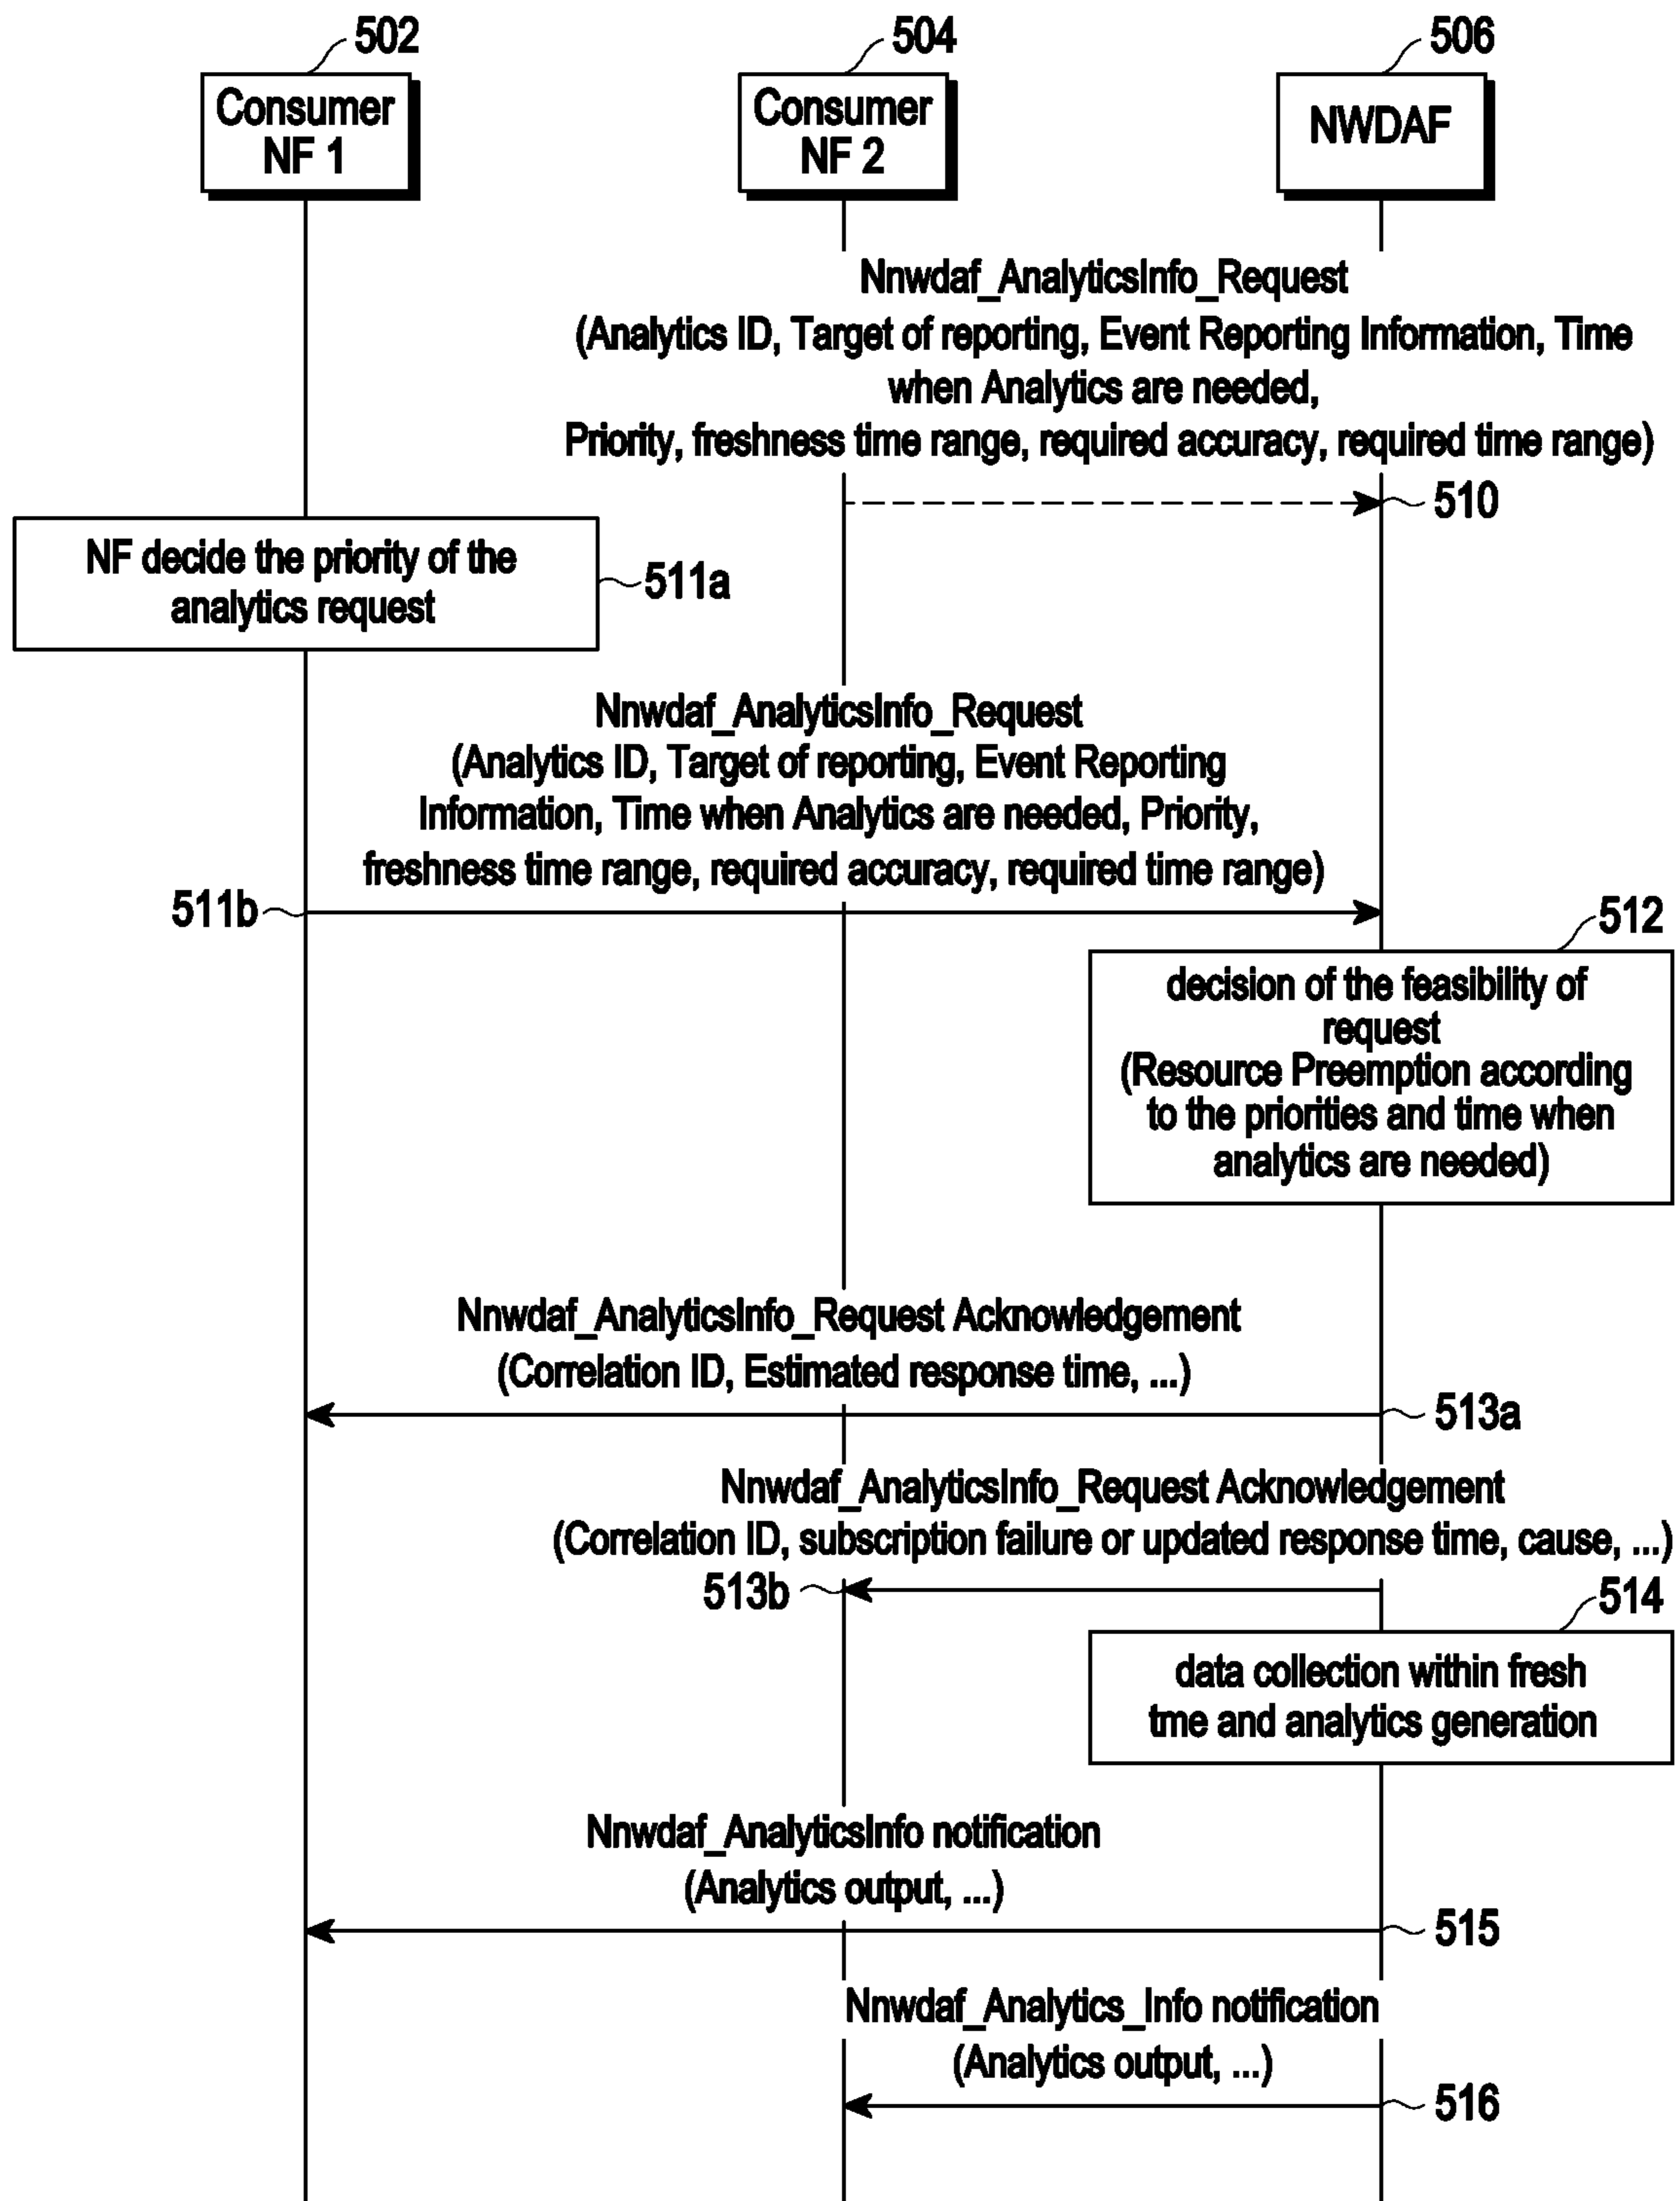 502
504
506
Consumer
NF 1
Consumer
NF 2
NWDAF
Nnwdaf_AnalyticsInfo_Request
(Analytics ID, Target of reporting, Event Reporting Information, Time
when Analytics are needed,
Priority, freshness time range, required accuracy, required time range)
510
NF decide the priority of the
analytics request
511a
Nnwdaf_AnalyticsInfo_Request
(Analytics ID, Target of reporting, Event Reporting
Information, Time when Analytics are needed, Priority,
freshness time range, required accuracy, required time range)
511b
512
decision of the feasibility of
request
(Resource Preemption according
to the priorities and time when
analytics are needed)
Nnwdaf_AnalyticsInfo_Request Acknowledgement
(Correlation ID, Estimated response time, ...)
513a
Nnwdaf_AnalyticsInfo_Request Acknowledgement
(Correlation ID, subscription failure or updated response time, cause, ...)
513b
514
data collection within fresh
tme and analytics generation
Nnwdaf_AnalyticsInfo notification
(Analytics output, ...)
515
Nnwdaf_Analytics_Info notification
(Analytics output, ...)
516